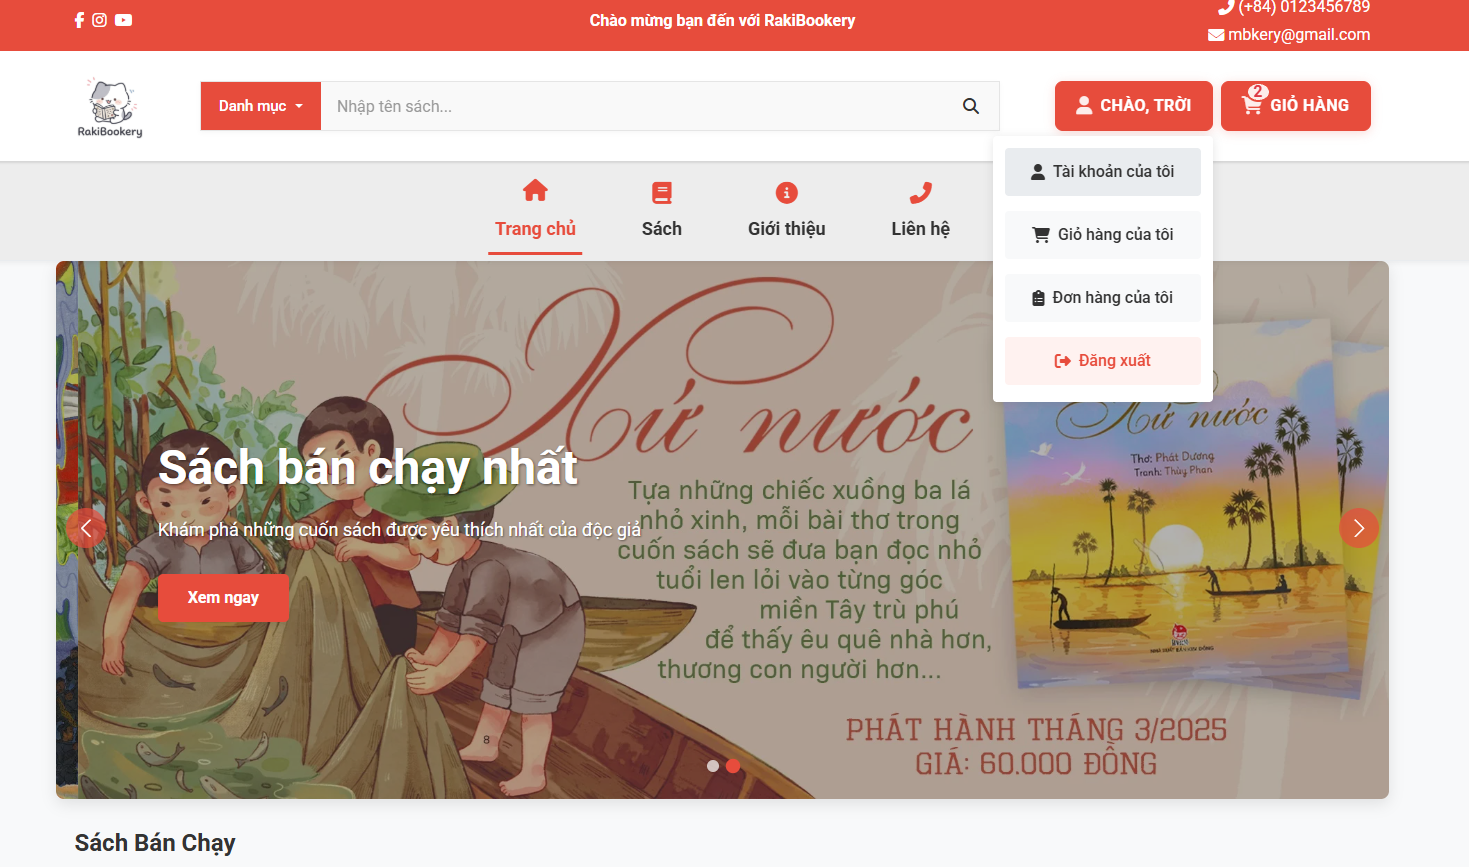 Chào mừng bạn đến với RakiBookery
(+84) 0123456789
mbkery@gmail.com
RakiBookery
Danh mục
Nhập tên sách...
CHÀO, TRỜI
2
GIỎ HÀNG
Trang chủ
Sách
Giới thiệu
Liên hệ
Tài khoản của tôi
Giỏ hàng của tôi
Đơn hàng của tôi
Đăng xuất
Xứ nước
Sách bán chạy nhất
Khám phá những cuốn sách được yêu thích nhất của độc giả
Xem ngay
Tựa những chiếc xuồng ba lá
nhỏ xinh, mỗi bài thơ trong
cuốn sách sẽ đưa bạn đọc nhỏ
tuổi len lỏi vào từng góc
miền Tây trù phú
để thấy êu quê nhà hơn,
thương con người hơn...
Xứ nước
Thơ: Phát Dương
Tranh: Thùy Phan
NHÀ XUẤT BẢN KIM ĐỒNG
8
PHÁT HÀNH THÁNG 3/2025
GIÁ: 60.000 ĐỒNG
Sách Bán Chạy